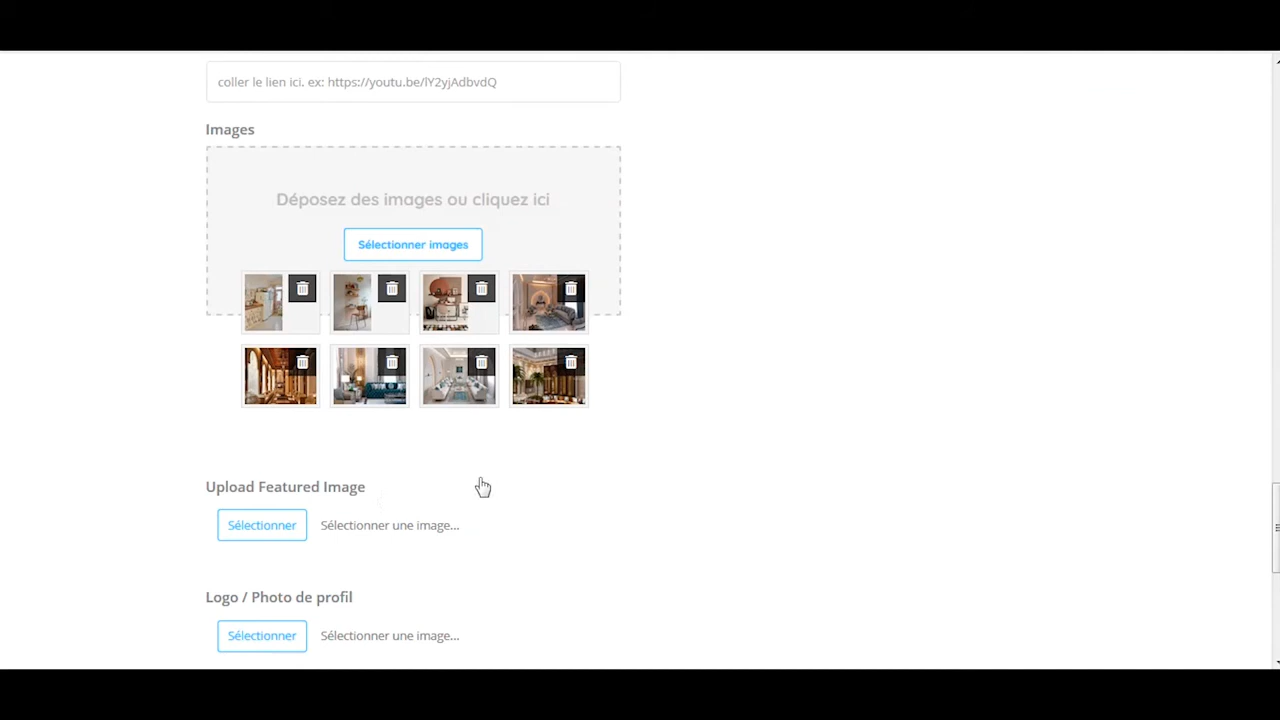 coller le lien ici. ex: https://youtu.be/lY2yjAdbvdQ
Images
Déposez des images ou cliquez ici
Sélectionner images
Upload Featured Image
Sélectionner Sélectionner une image...
Logo / Photo de profil
Sélectionner Sélectionner une image...